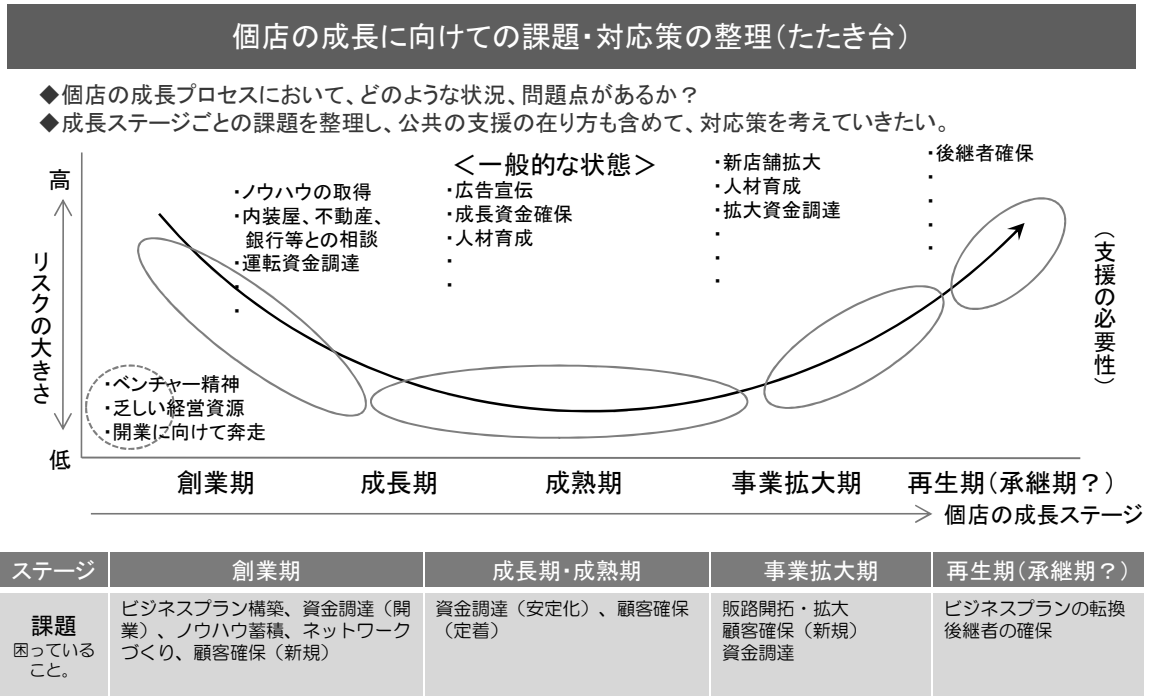 個店の成長に向けての課題・対応策の整理（たたき台）
◆個店の成長プロセスにおいて、どのような状況、問題点があるか？
◆成長ステージごとの課題を整理し、公共の支援の在り方も含めて、対応策を考えていきたい。
＜一般的な状態＞
高
リスクの大きさ
低
・ベンチャー精神
・乏しい経営資源
・開業に向けて奔走
・ノウハウの取得
・内装屋、不動産、
銀行等との相談
・運転資金調達
・
・
・広告宣伝
・成長資金確保
・人材育成
・
・
・新店舗拡大
・人材育成
・拡大資金調達
・
・
・
・後継者確保
・
・
・
・
（支援の必要性）
創業期
成長期
成熟期
事業拡大期
再生期（承継期？）
個店の成長ステージ
ステージ
創業期
成長期・成熟期
事業拡大期
再生期（承継期？）
課題
困っている
こと。
ビジネスプラン構築、資金調達（開
業）、ノウハウ蓄積、ネットワーク
づくり、顧客確保（新規）
資金調達（安定化）、顧客確保
（定着）
販路開拓・拡大
顧客確保（新規）
資金調達
ビジネスプランの転換
後継者の確保